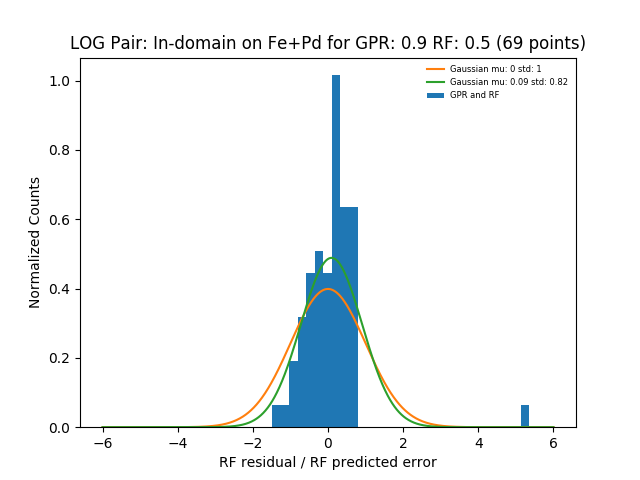 LOG Pair: In-domain on Fe+Pd for GPR: 0.9 RF: 0.5 (69 points)
Gaussian mu: 0 std: 1
Gaussian mu: 0.09 std: 0.82
GPR and RF
Normalized Counts
1.0
0.8
0.6
0.4
0.2
0.0
−6 −4 −2 0 2 4 6
RF residual / RF predicted error